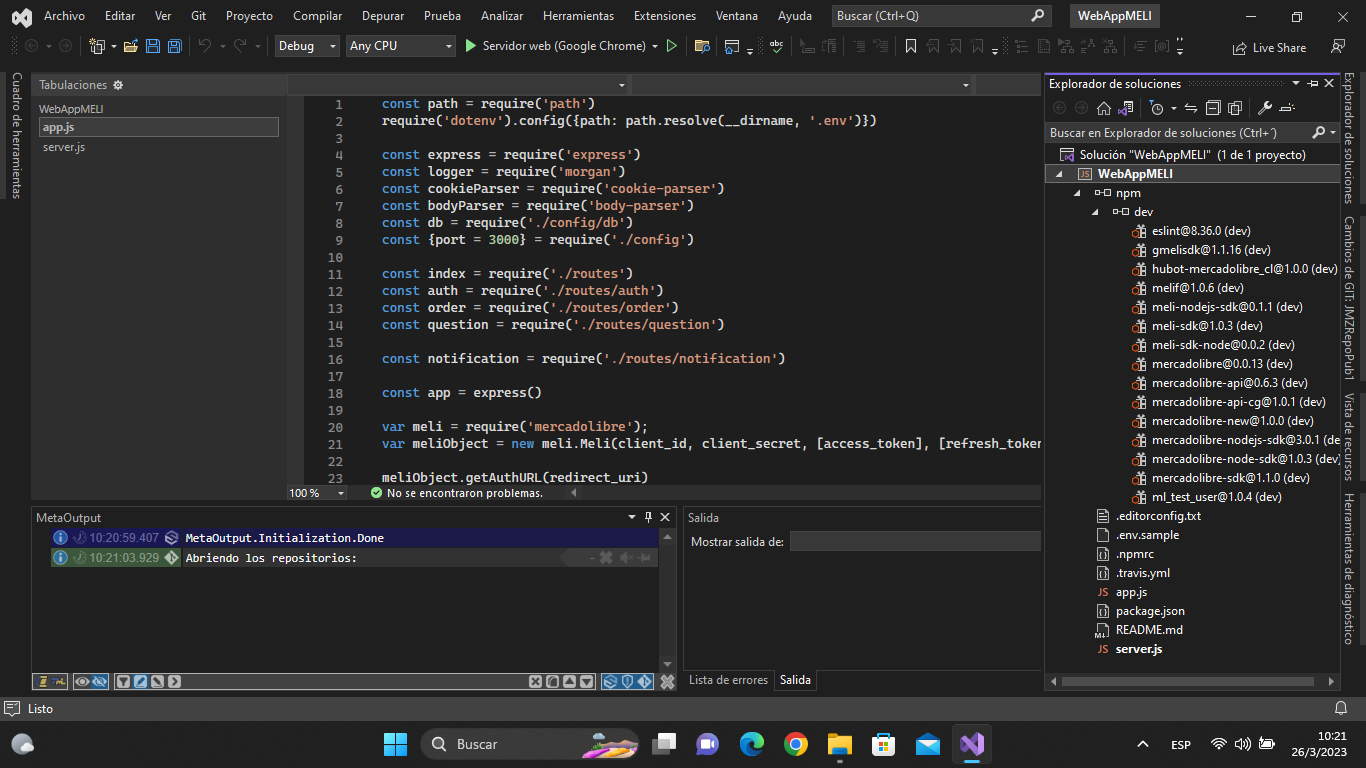 Archivo Editar Ver Git Proyecto Compilar Depurar Prueba Analizar Herramientas Extensiones Ventana Ayuda Buscar (Ctrl+Q) WebAppMELI
Debug Any CPU Servidor web (Google Chrome) Live Share
Cuadro de herramientas
Tabulaciones
WebAppMELI
app.js
server.js
1 const path = require('path')
2 require('dotenv').config({path: path.resolve(__dirname, '.env')})
3
4 const express = require('express')
5 const logger = require('morgan')
6 const cookieParser = require('cookie-parser')
7 const bodyParser = require('body-parser')
8 const db = require('./config/db')
9 const {port = 3000} = require('./config')
10
11 const index = require('./routes')
12 const auth = require('./routes/auth')
13 const order = require('./routes/order')
14 const question = require('./routes/question')
15
16 const notification = require('./routes/notification')
17
18 const app = express()
19
20 var meli = require('mercadolibre');
21 var meliObject = new meli.Meli(client_id, client_secret, [access_token], [refresh_token
22
23 meliObject.getAuthURL(redirect_uri)
100 % No se encontraron problemas.
MetaOutput
10:20:59.407 MetaOutput.Initialization.Done
10:21:03.929 Abriendo los repositorios:
Salida
Mostrar salida de:
Lista de errores Salida
Explorador de soluciones
Buscar en Explorador de soluciones (Ctrl+´)
Solución "WebAppMELI" (1 de 1 proyecto)
JS WebAppMELI
npm
dev
eslint@8.36.0 (dev)
gmelisdk@1.1.16 (dev)
hubot-mercadolibre_cl@1.0.0 (dev)
melif@1.0.6 (dev)
meli-nodejs-sdk@0.1.1 (dev)
meli-sdk@1.0.3 (dev)
meli-sdk-node@0.0.2 (dev)
mercadolibre@0.0.13 (dev)
mercadolibre-api@0.6.3 (dev)
mercadolibre-api-cg@1.0.1 (dev)
mercadolibre-new@1.0.0 (dev)
mercadolibre-nodejs-sdk@3.0.1 (de
mercadolibre-node-sdk@1.0.3 (dev)
mercadolibre-sdk@1.1.0 (dev)
ml_test_user@1.0.4 (dev)
.editorconfig.txt
.env.sample
.npmrc
.travis.yml
JS app.js
package.json
README.md
JS server.js
Explorador de soluciones
Cambios de GIT: JMZRepoPub1
Vista de recursos
Herramientas de diagnóstico
Listo
Buscar
ESP
10:21
26/3/2023